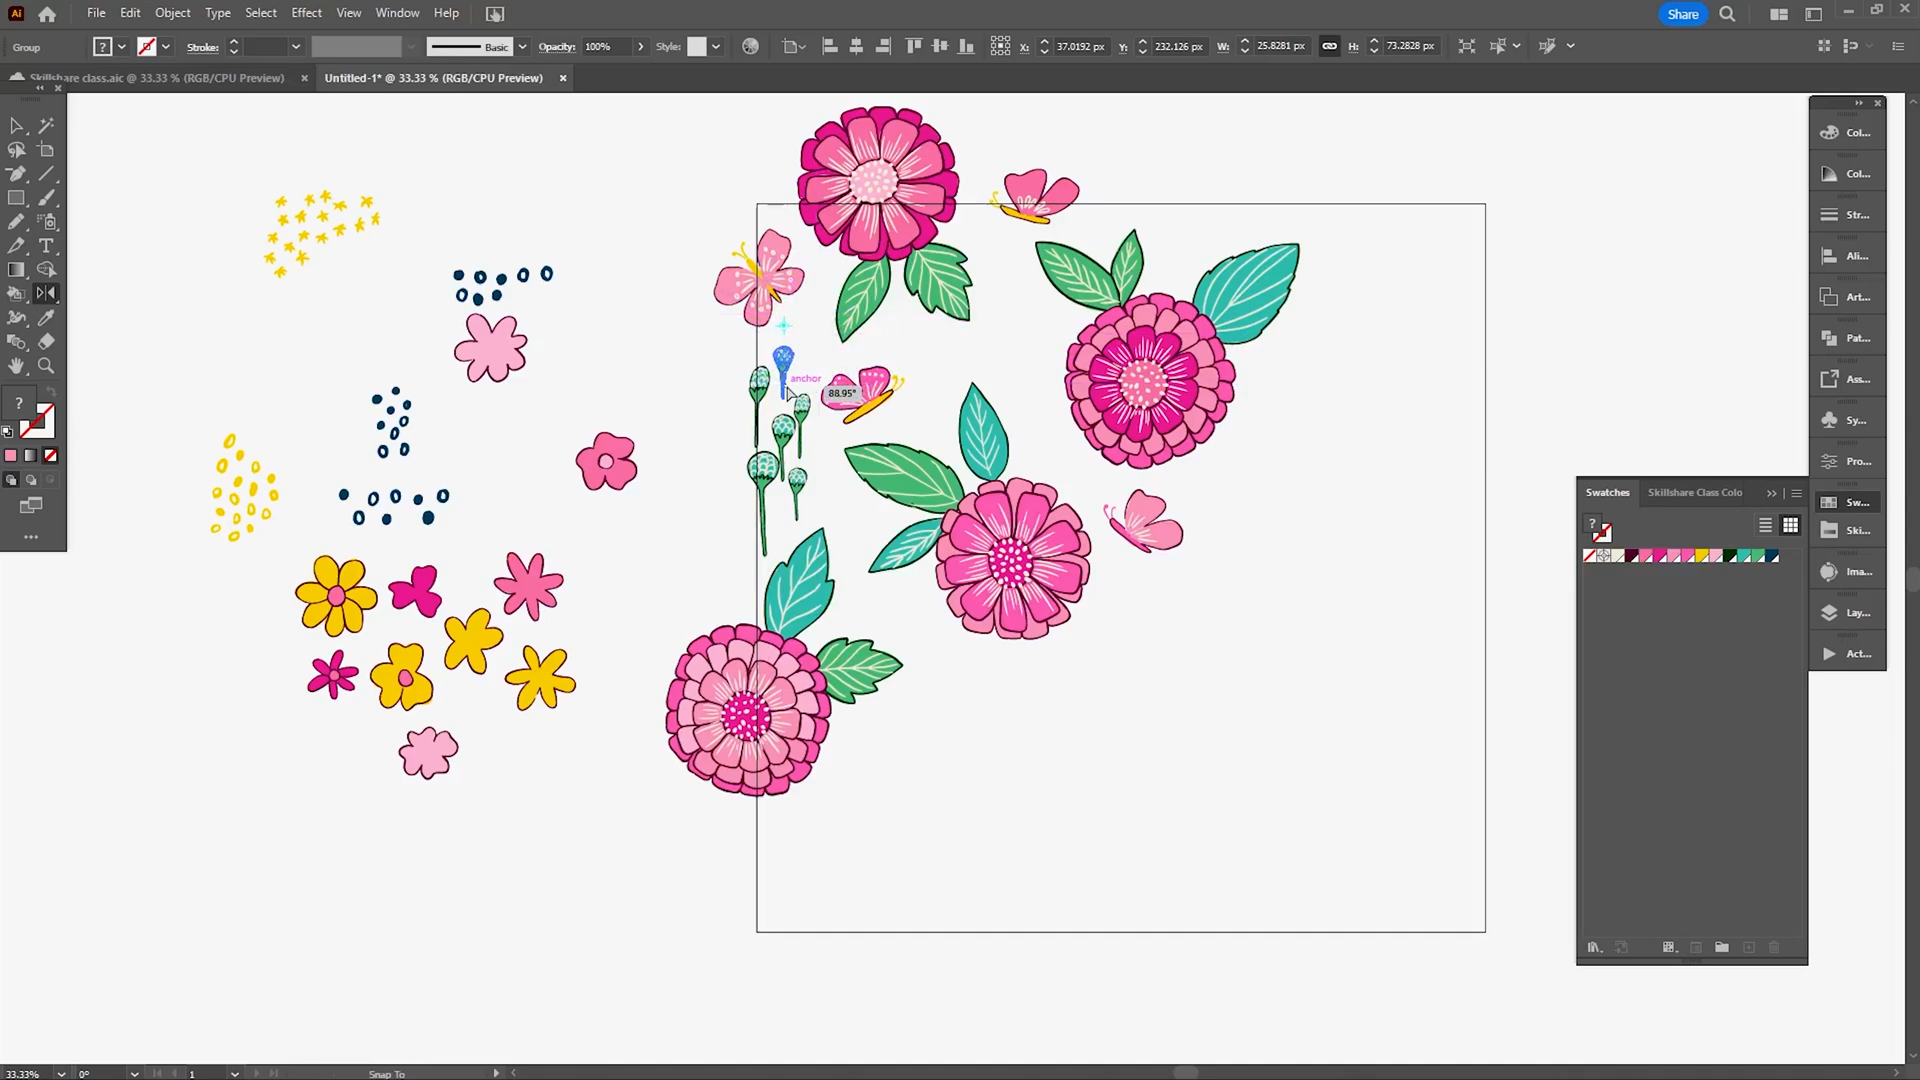 Ai File Edit Object Type Select Effect View Window Help Share
Group ? Stroke: Basic Opacity: 100% Style: X: 37.0192 px Y: 232.126 px W: 25.8281 px H: 73.2828 px
Skillshare class.aic @ 33.33 % (RGB/CPU Preview) × Untitled-1* @ 33.33 % (RGB/CPU Preview) ×
Col...
Col...
Str...
Ali...
Art...
Pat...
Ass...
Sy...
Pro...
Sw...
Ski...
Ima...
Lay...
Act...
anchor
88.95°
?
Swatches Skillshare Class Colo
?
33.33% 0° 1 Snap To